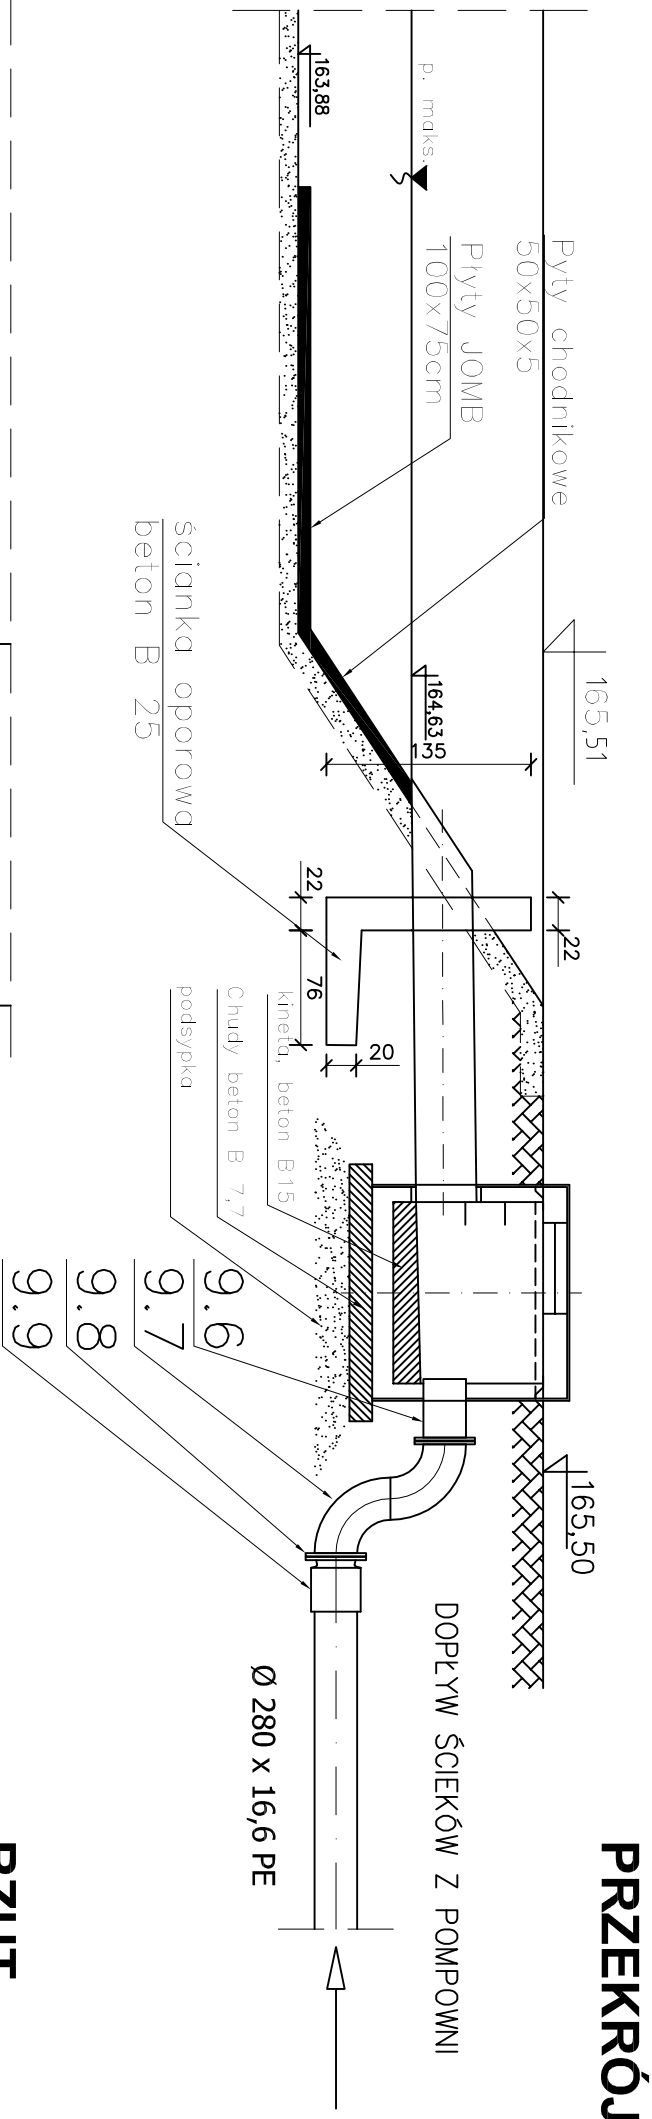 PRZEKRÓJ
163,88
p. maks.
Pyty chodnikowe
50x50x5
Płyty JOMB
100x75cm
165,51
164,63
135
ścianka oporowa
beton B 25
22
76
22
20
kineta, beton B15
Chudy beton B 7,7
podsypka
9.6
9.7
9.8
9.9
165,50
DOPŁYW ŚCIEKÓW Z POMPOWNI
Ø 280 x 16,6 PE